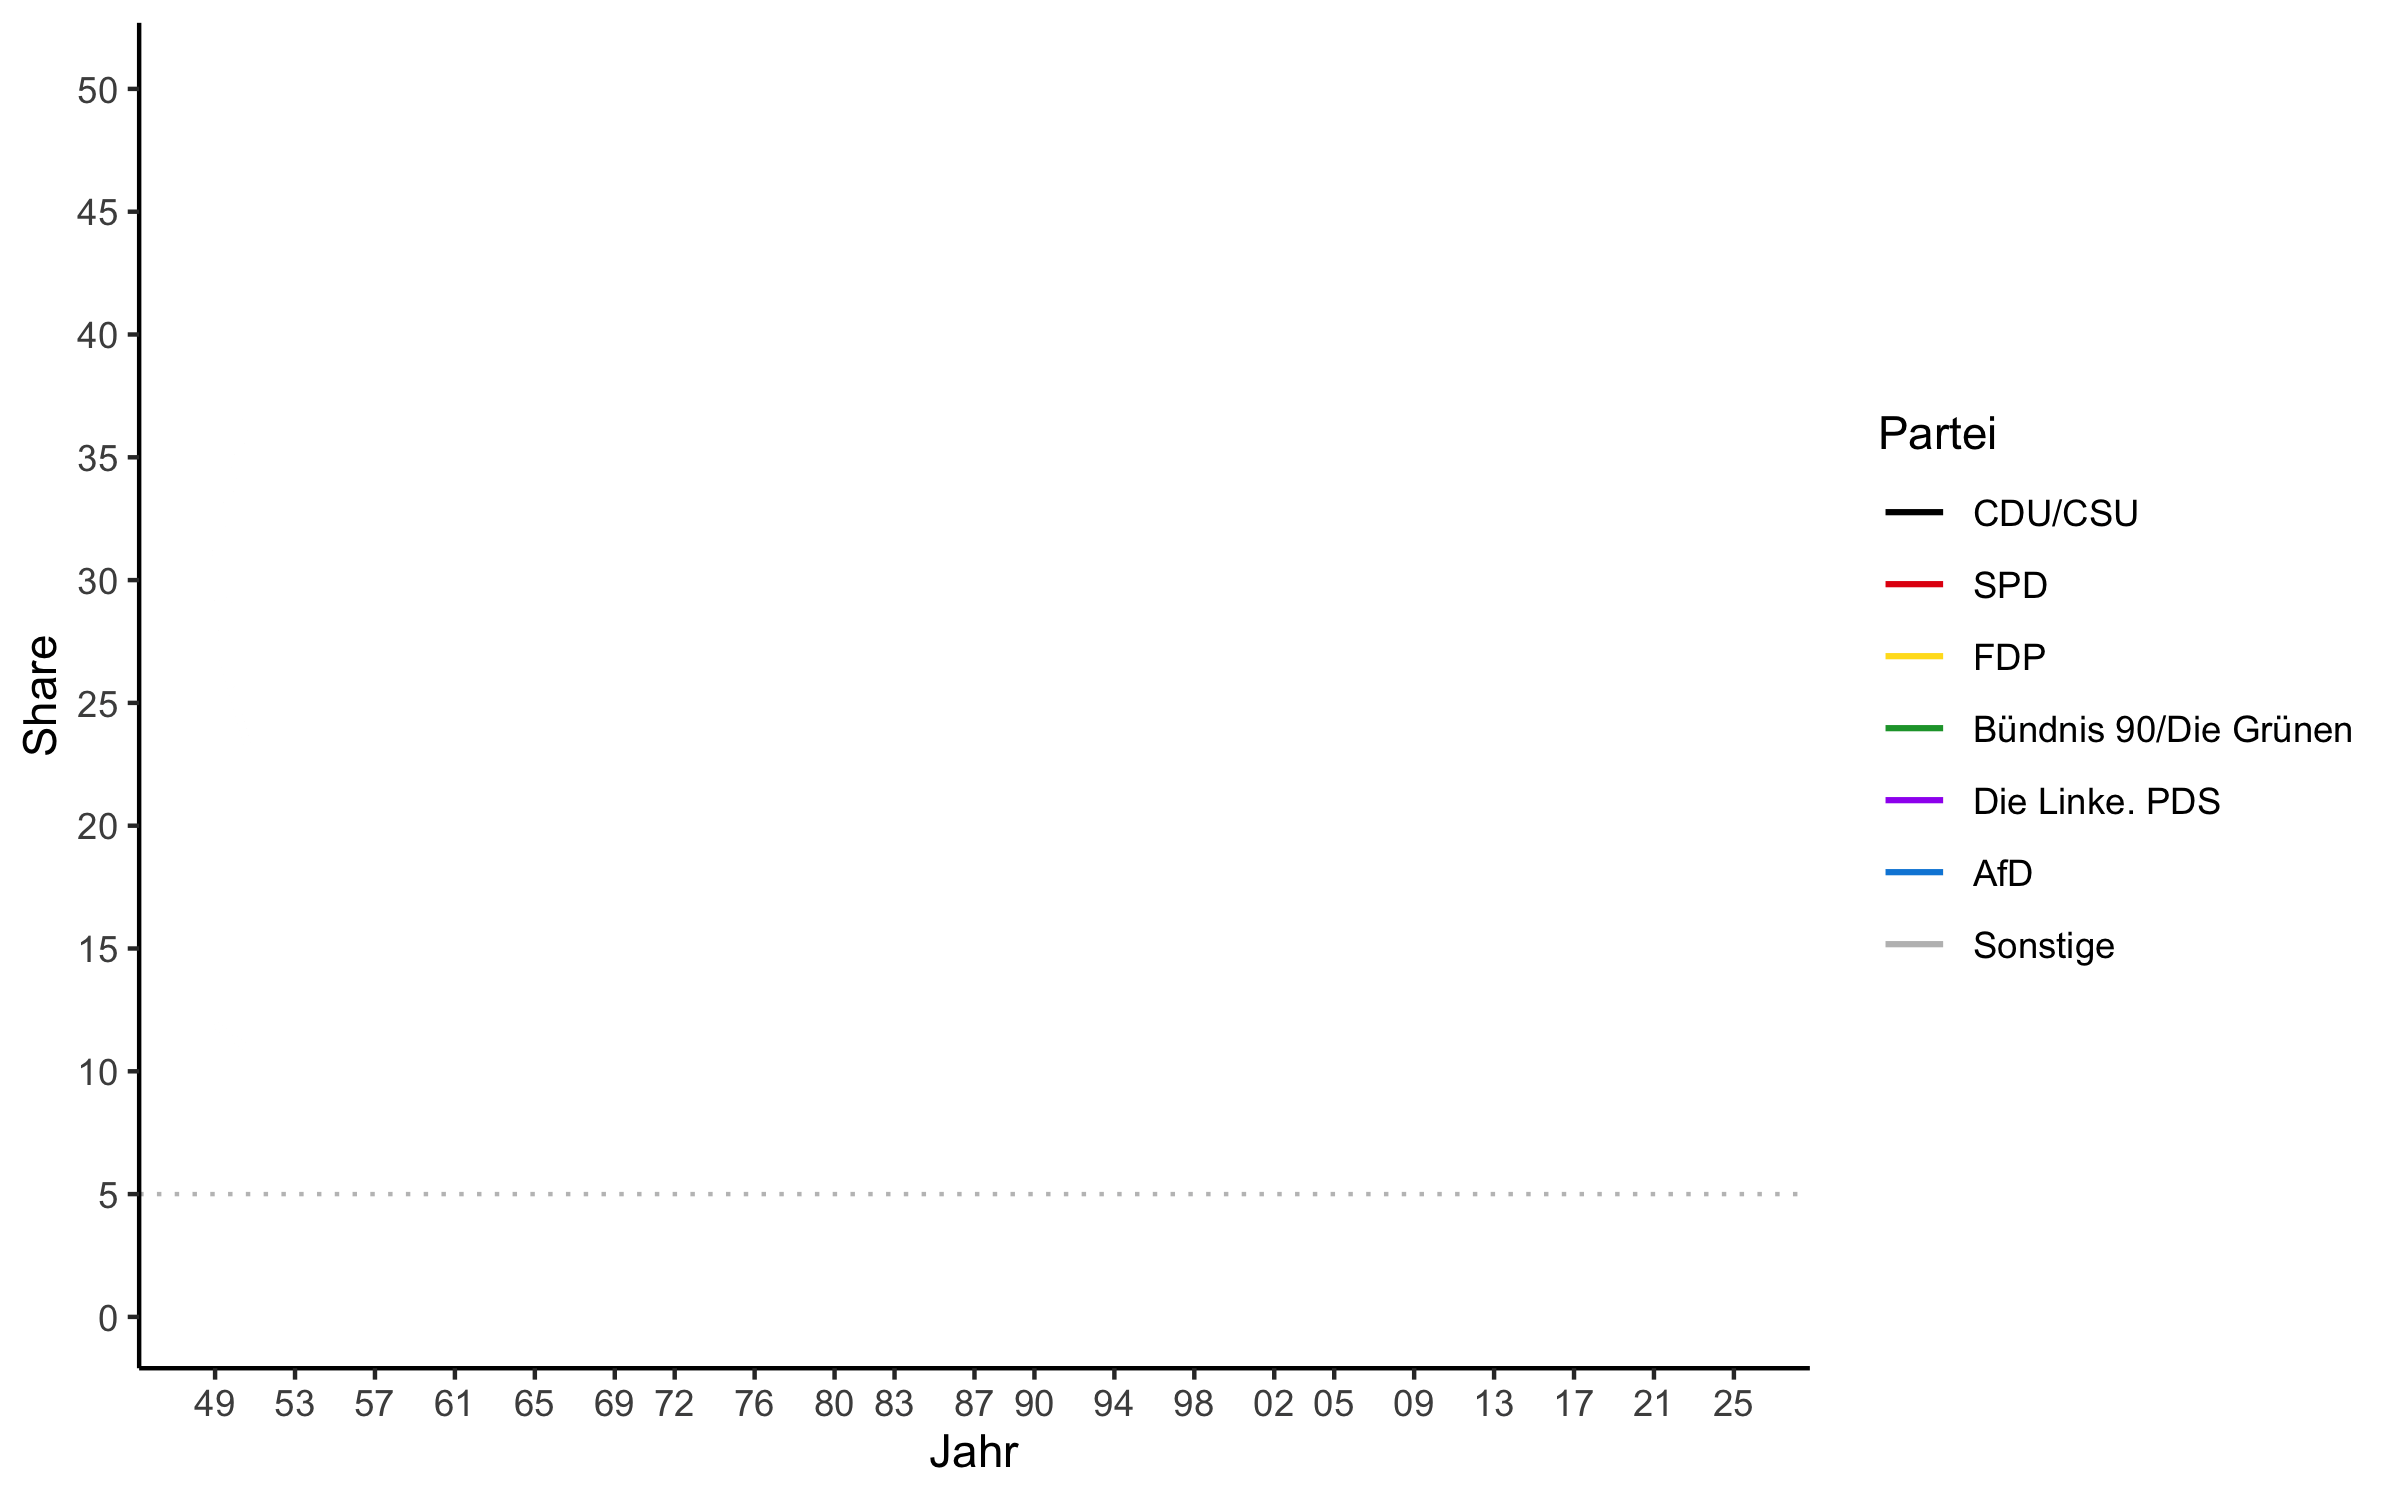 50
45
40
35
30
25
20
15
10
5
0
Share
49 53 57 61 65 69 72 76 80 83 87 90 94 98 02 05 09 13 17 21 25
Jahr
Partei
CDU/CSU
SPD
FDP
Bündnis 90/Die Grünen
Die Linke. PDS
AfD
Sonstige